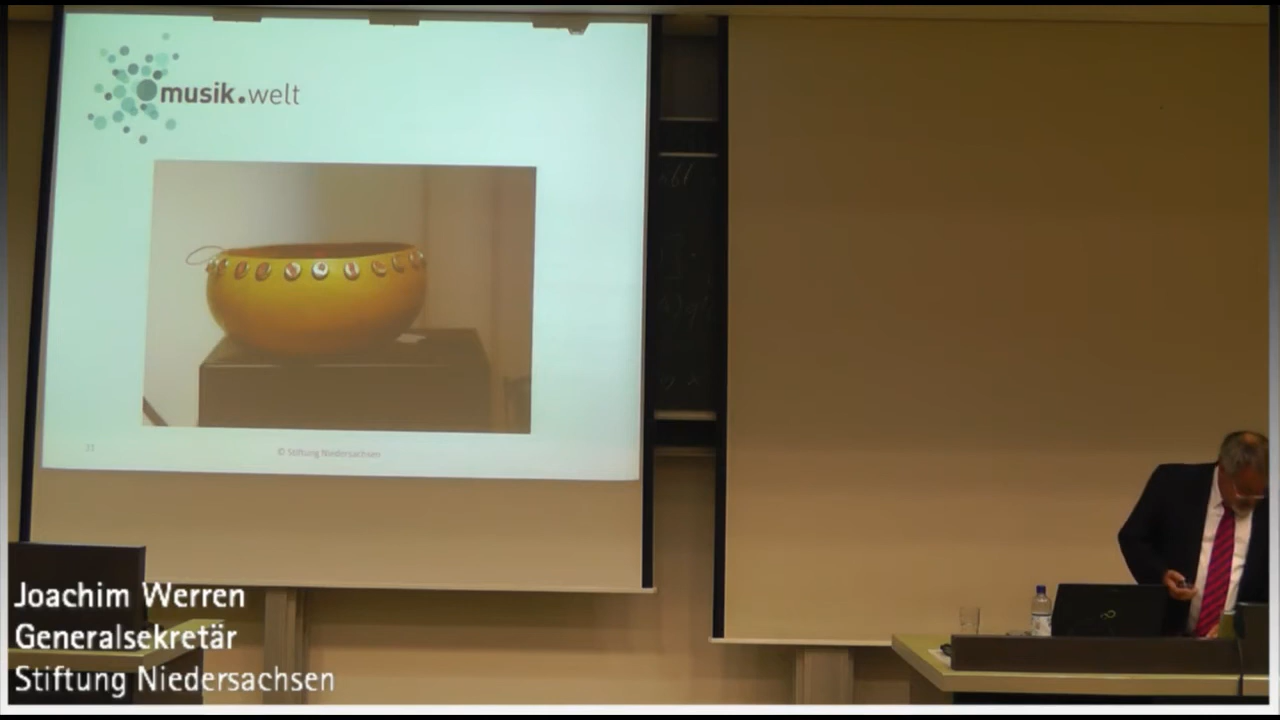 musik.welt
© Stiftung Niedersachsen
Joachim Werren
Generalsekretär
Stiftung Niedersachsen